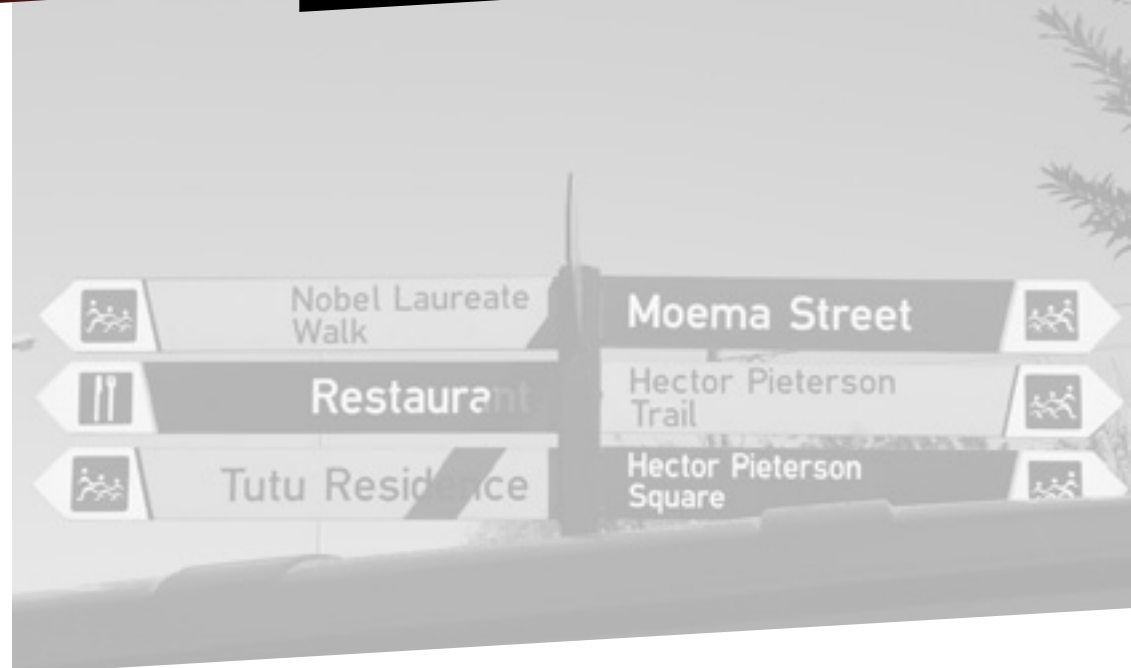 Nobel Laureate
Walk
Restaurant
Tutu Residence
Moema Street
Hector Pieterson
Trail
Hector Pieterson
Square